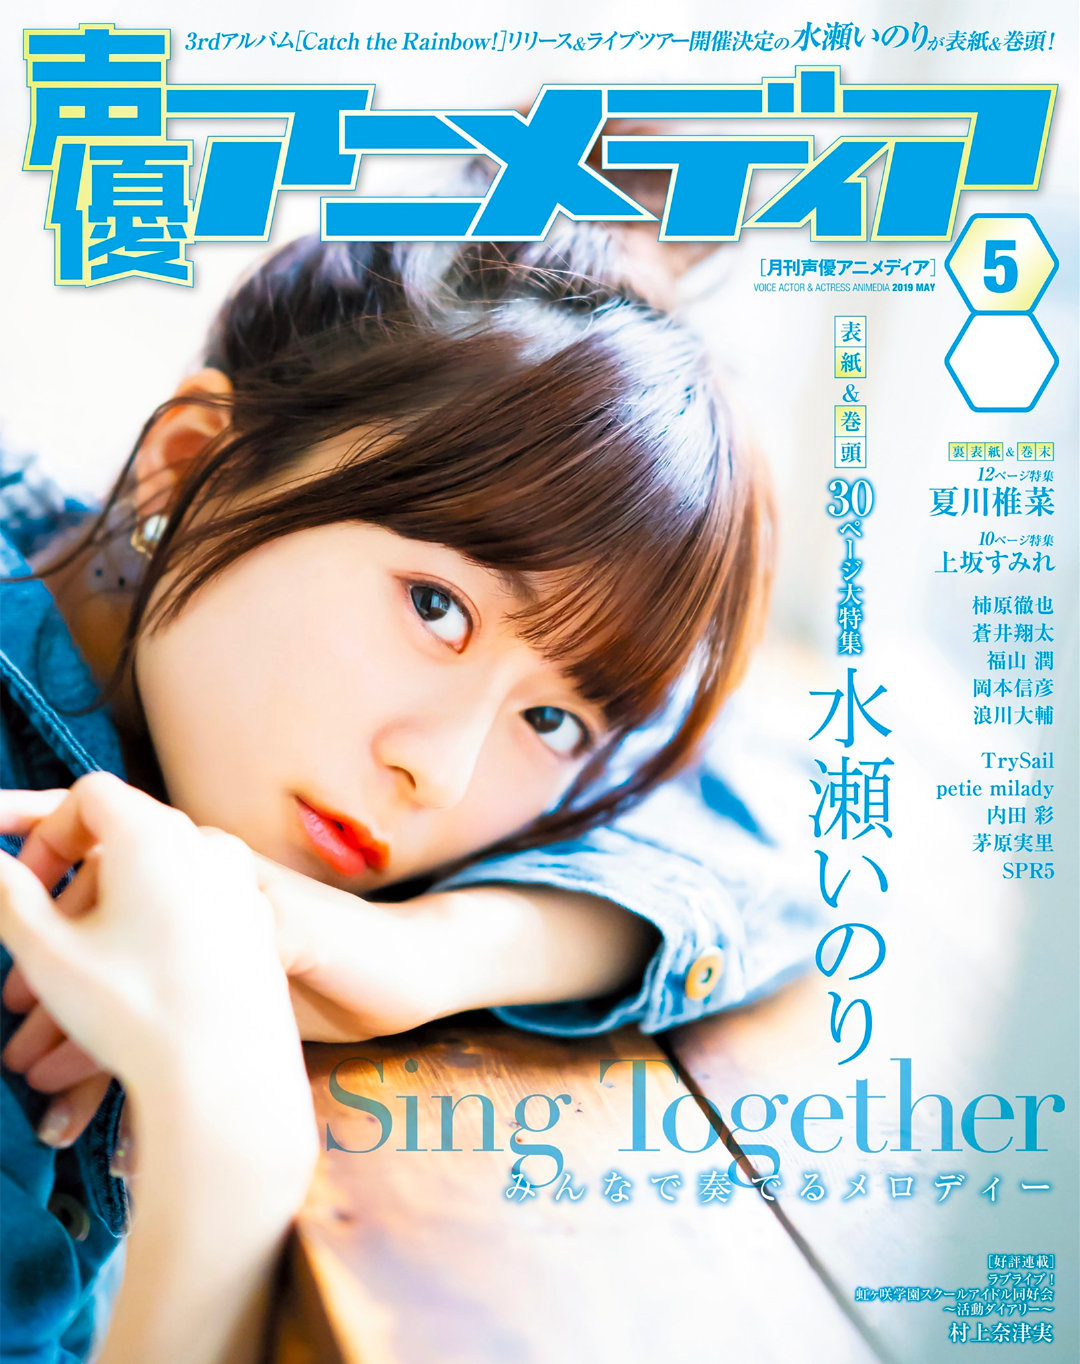 3rdアルバム[Catch the Rainbow!]リリース&ライブツアー開催決定の水瀬いのりが表紙&巻頭!
声優アニメディア
5
[月刊声優アニメディア]
VOICE ACTOR & ACTRESS ANIMEDIA 2019 MAY
表紙&巻頭
30ページ大特集
水瀬いのり
裏表紙&巻末
12ページ特集
夏川椎菜
10ページ特集
上坂すみれ
柿原徹也
蒼井翔太
福山 潤
岡本信彦
浪川大輔
TrySail
petie milady
内田 彩
茅原実里
SPR5
Sing Together
みんなで奏でるメロディー
[好評連載]
ラブライブ!
虹ヶ咲学園スクールアイドル同好会
～活動ダイアリー～
村上奈津実